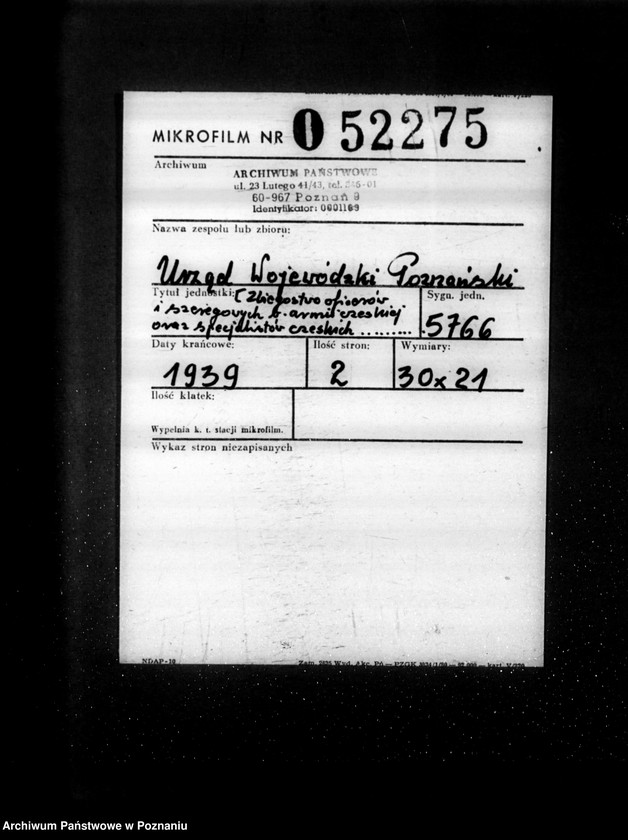 MIKROFILM NR 0 52275
Archiwum
ARCHIWUM PAŃSTWOWE
ul. 23 Lutego 41/43, tel.
60-967 Poznań 9
Identyfikator: 0001169
Nazwa zespołu lub zbioru:
Urząd Wojewódzki Poznański
Tytuł jednostki: [Zbiegostwo oficerów
i szeregowych b. armii czeskiej
oraz specjalistów czeskich .........
Sygn. jedn.
5766
Daty krańcowe:
1939
Ilość stron:
2
Wymiary:
30x21
Ilość klatek:
Wypełnia k. t. stacji mikrofilm.
Wykaz stron niezapisanych
NDAP-10
Archiwum Państwowe w Poznaniu